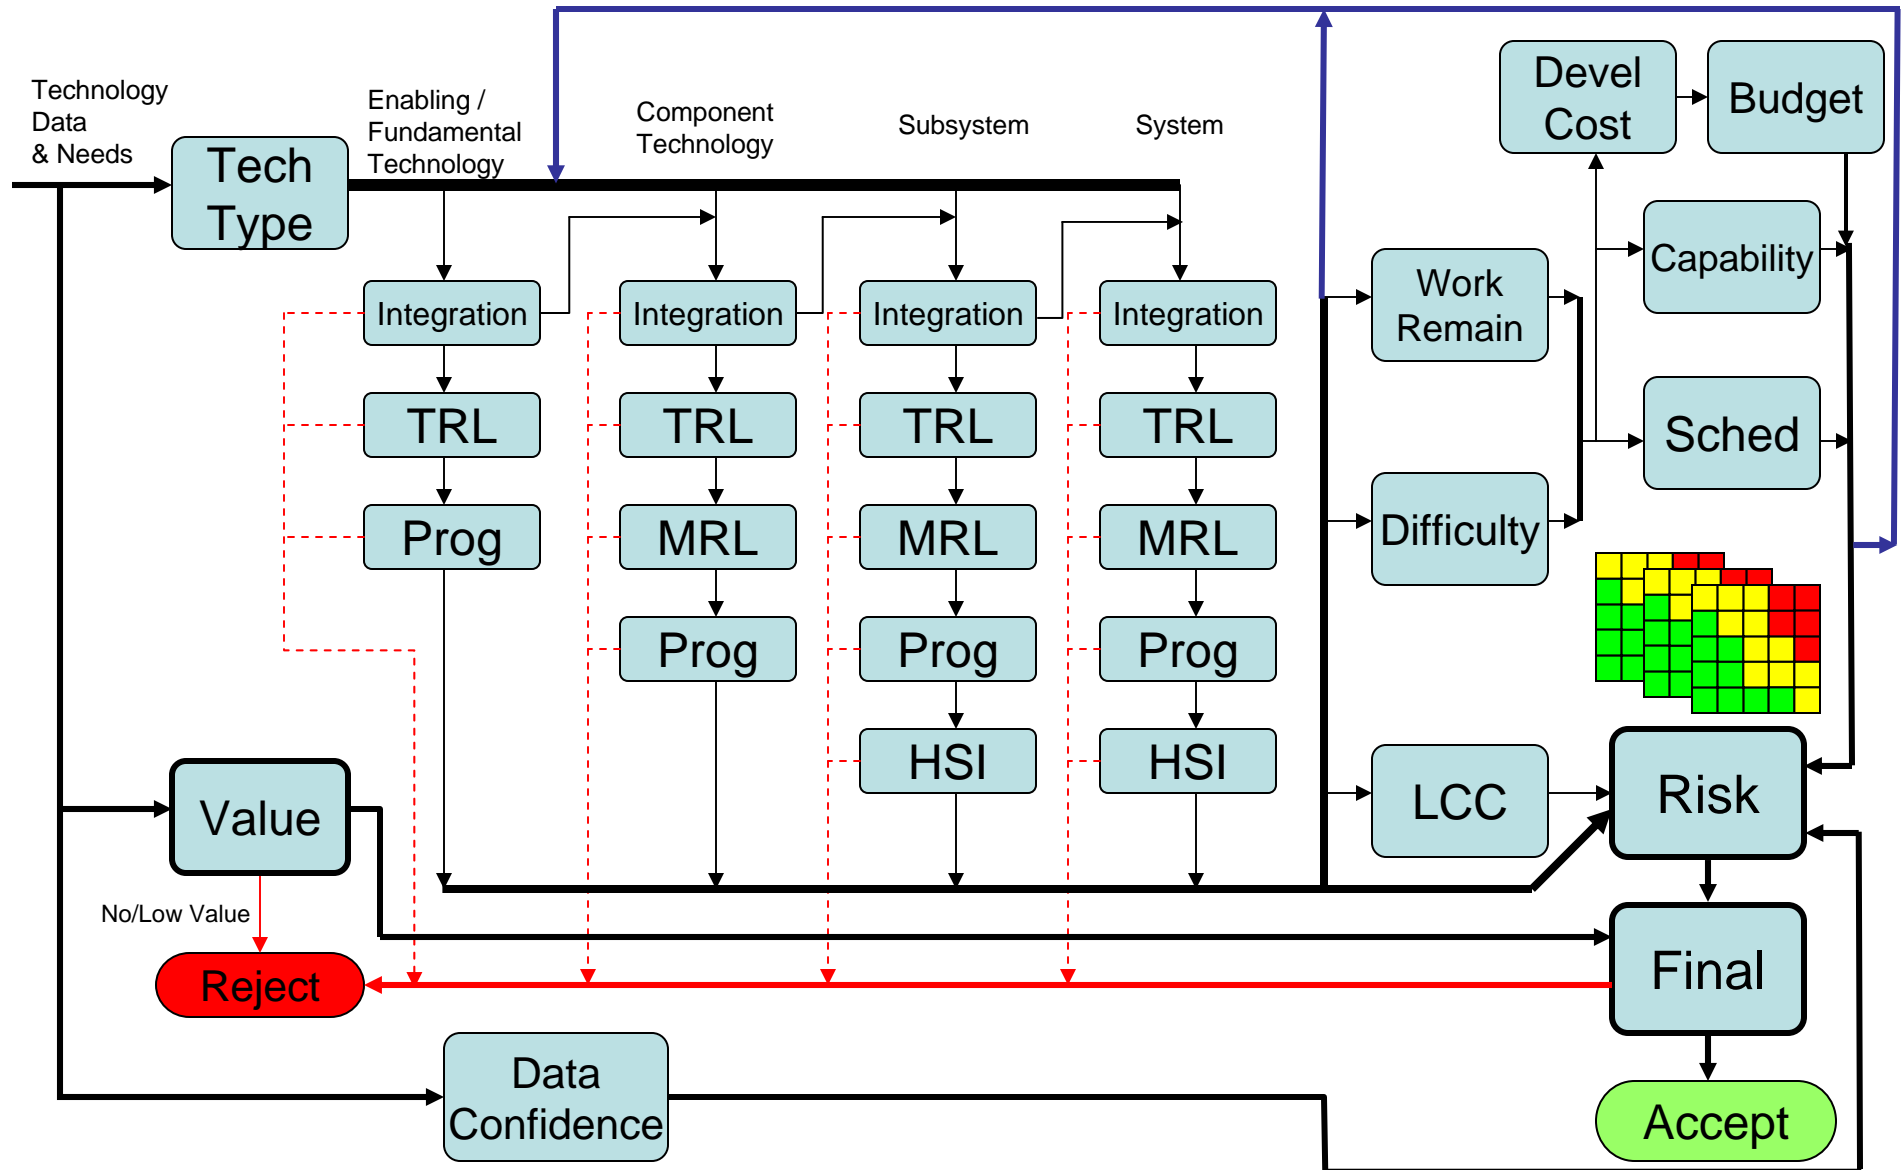 Technology
Data
& Needs
Tech
Type
Enabling /
Fundamental
Technology
Component
Technology
Subsystem
System
Devel
Cost
Budget
Capability
Work
Remain
Sched
Difficulty
Integration
Integration
Integration
Integration
TRL
TRL
TRL
TRL
Prog
MRL
MRL
MRL
Prog
Prog
Prog
HSI
HSI
Value
LCC
Risk
No/Low Value
Reject
Final
Data
Confidence
Accept